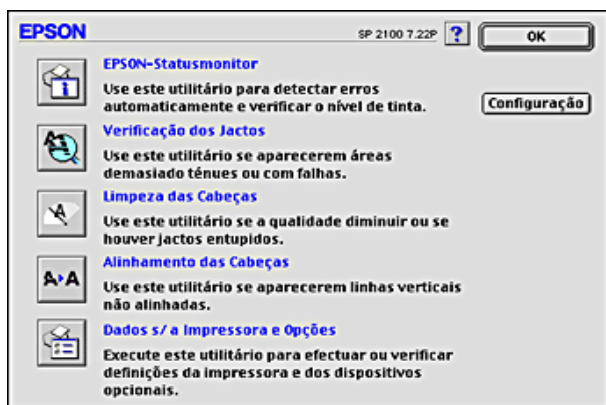 EPSON SP 2100 7.22P ? OK
EPSON-Statusmonitor
Use este utilitário para detectar erros
automaticamente e verificar o nível de tinta.
Configuração
Verificação dos Jactos
Use este utilitário se aparecerem áreas
demasiado ténues ou com falhas.
Limpeza das Cabeças
Use este utilitário se a qualidade diminuir ou se
houver jactos entupidos.
Alinhamento das Cabeças
Use este utilitário se aparecerem linhas verticais
não alinhadas.
Dados s/ a Impressora e Opções
Execute este utilitário para efectuar ou verificar
definições da impressora e dos dispositivos
opcionais.